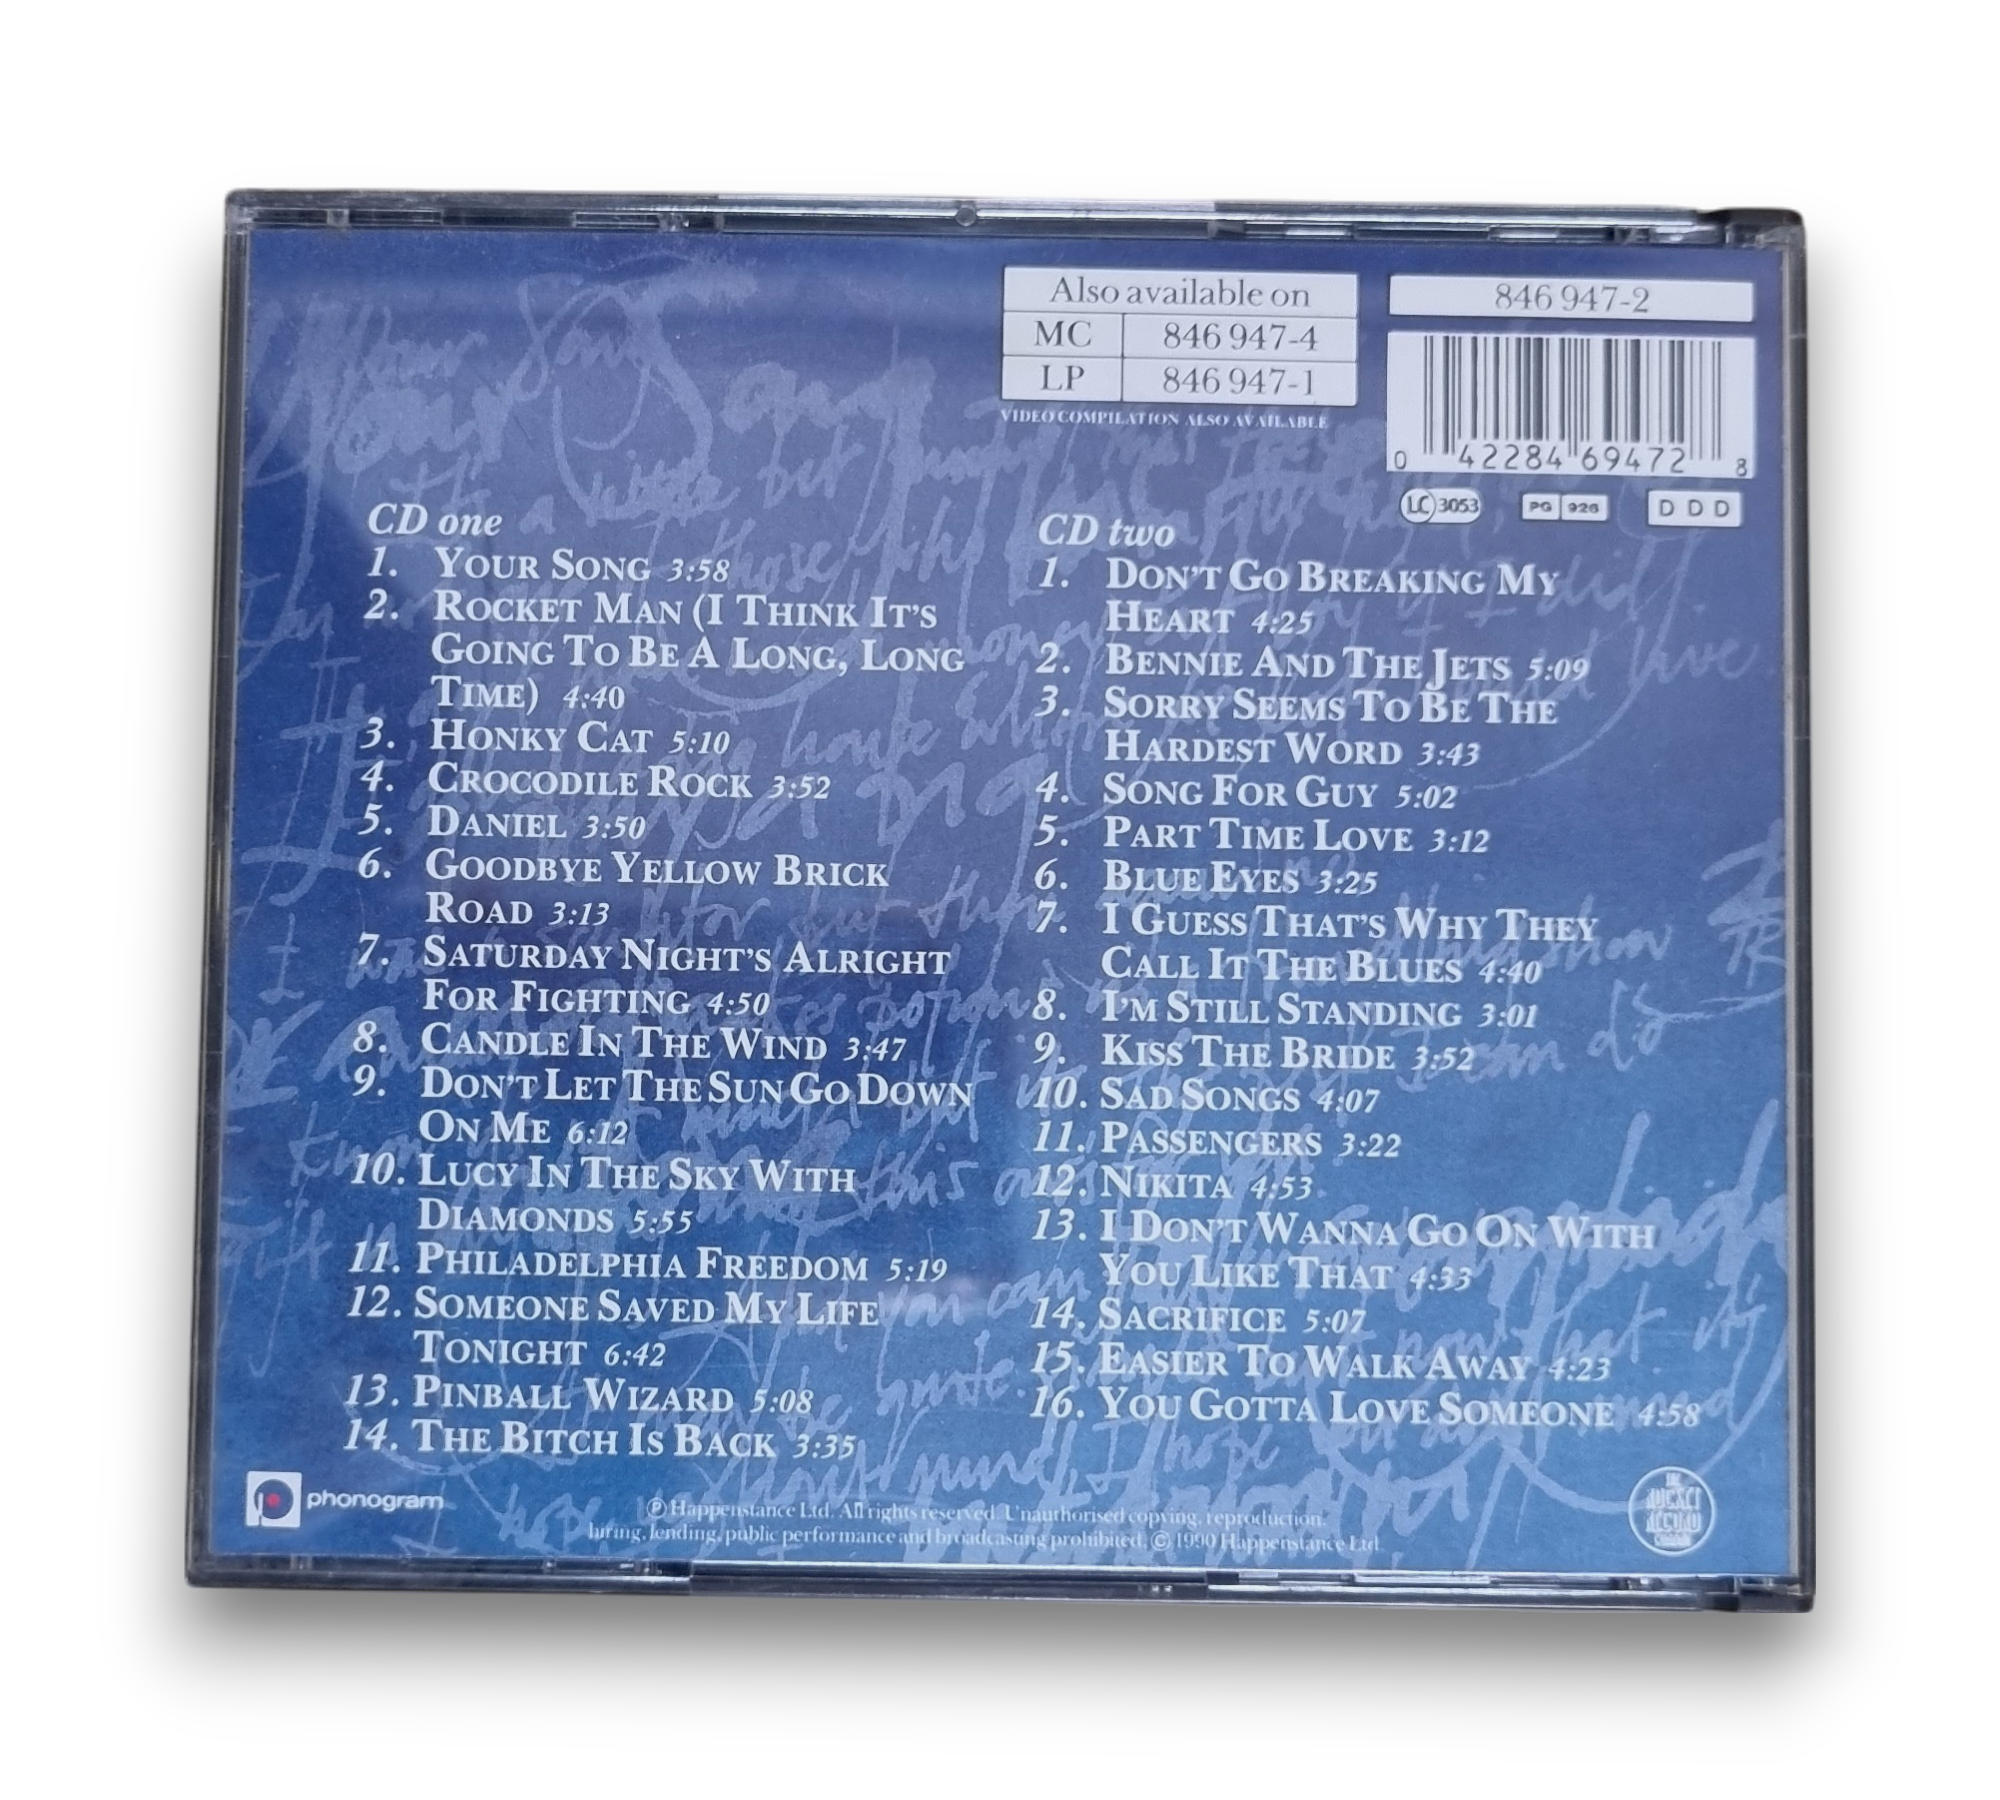 Also available on
MC 846 947-4
LP 846 947-1
VIDEO COMPILATION ALSO AVAILABLE
846 947-2
0 42284 69472 8
LC 3053
PG 926
D D D
CD one
1. YOUR SONG 3:58
2. ROCKET MAN (I THINK IT'S
GOING TO BE A LONG, LONG
TIME) 4:40
3. HONKY CAT 5:10
4. CROCODILE ROCK 3:52
5. DANIEL 3:50
6. GOODBYE YELLOW BRICK
ROAD 3:13
7. SATURDAY NIGHT'S ALRIGHT
FOR FIGHTING 4:50
8. CANDLE IN THE WIND 3:47
9. DON'T LET THE SUN GO DOWN
ON ME 6:12
10. LUCY IN THE SKY WITH
DIAMONDS 5:55
11. PHILADELPHIA FREEDOM 5:19
12. SOMEONE SAVED MY LIFE
TONIGHT 6:42
13. PINBALL WIZARD 5:08
14. THE BITCH IS BACK 3:35
CD two
1. DON'T GO BREAKING MY
HEART 4:25
2. BENNIE AND THE JETS 5:09
3. SORRY SEEMS TO BE THE
HARDEST WORD 3:43
4. SONG FOR GUY 5:02
5. PART TIME LOVE 3:12
6. BLUE EYES 3:25
7. I GUESS THAT'S WHY THEY
CALL IT THE BLUES 4:40
8. I'M STILL STANDING 3:01
9. KISS THE BRIDE 3:52
10. SAD SONGS 4:07
11. PASSENGERS 3:22
12. NIKITA 4:53
13. I DON'T WANNA GO ON WITH
YOU LIKE THAT 4:33
14. SACRIFICE 5:07
15. EASIER TO WALK AWAY 4:23
16. YOU GOTTA LOVE SOMEONE 4:58
phonogram
℗ Happenstance Ltd. All rights reserved. Unauthorised copying, reproduction,
hiring, lending, public performance and broadcasting prohibited. © 1990 Happenstance Ltd.
THE
ROCKET
RECORD
COMPANY
Your Song